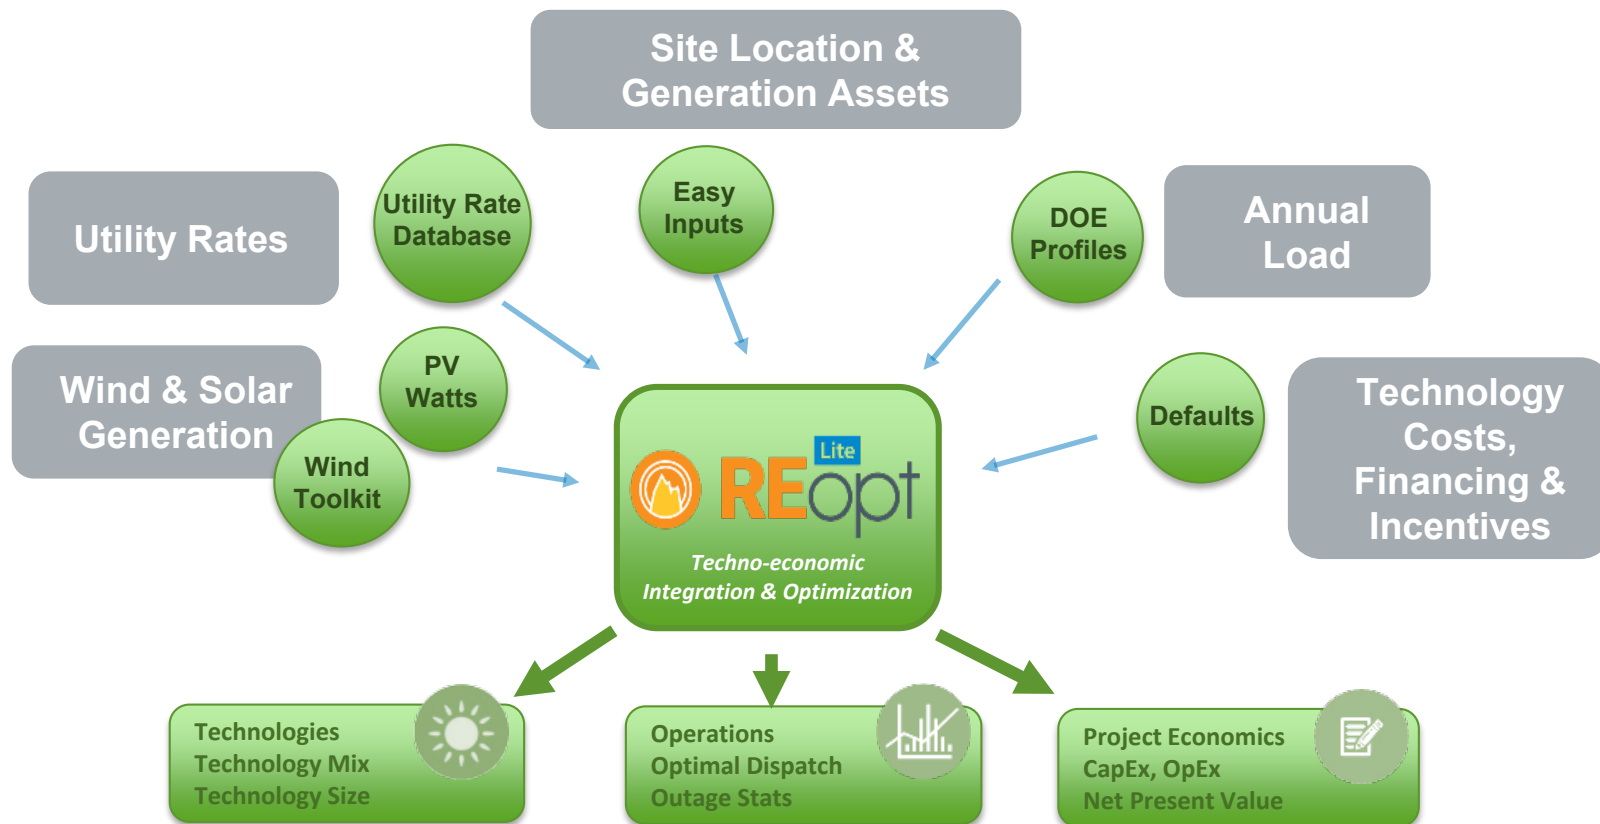 Site Location &
Generation Assets
Utility Rates
Utility Rate
Database
Easy
Inputs
DOE
Profiles
Annual
Load
Wind & Solar
Generation
PV
Watts
Wind
Toolkit
Defaults
Technology
Costs,
Financing &
Incentives
Lite
REopt
Techno-economic
Integration & Optimization
Technologies
Technology Mix
Technology Size
Operations
Optimal Dispatch
Outage Stats
Project Economics
CapEx, OpEx
Net Present Value